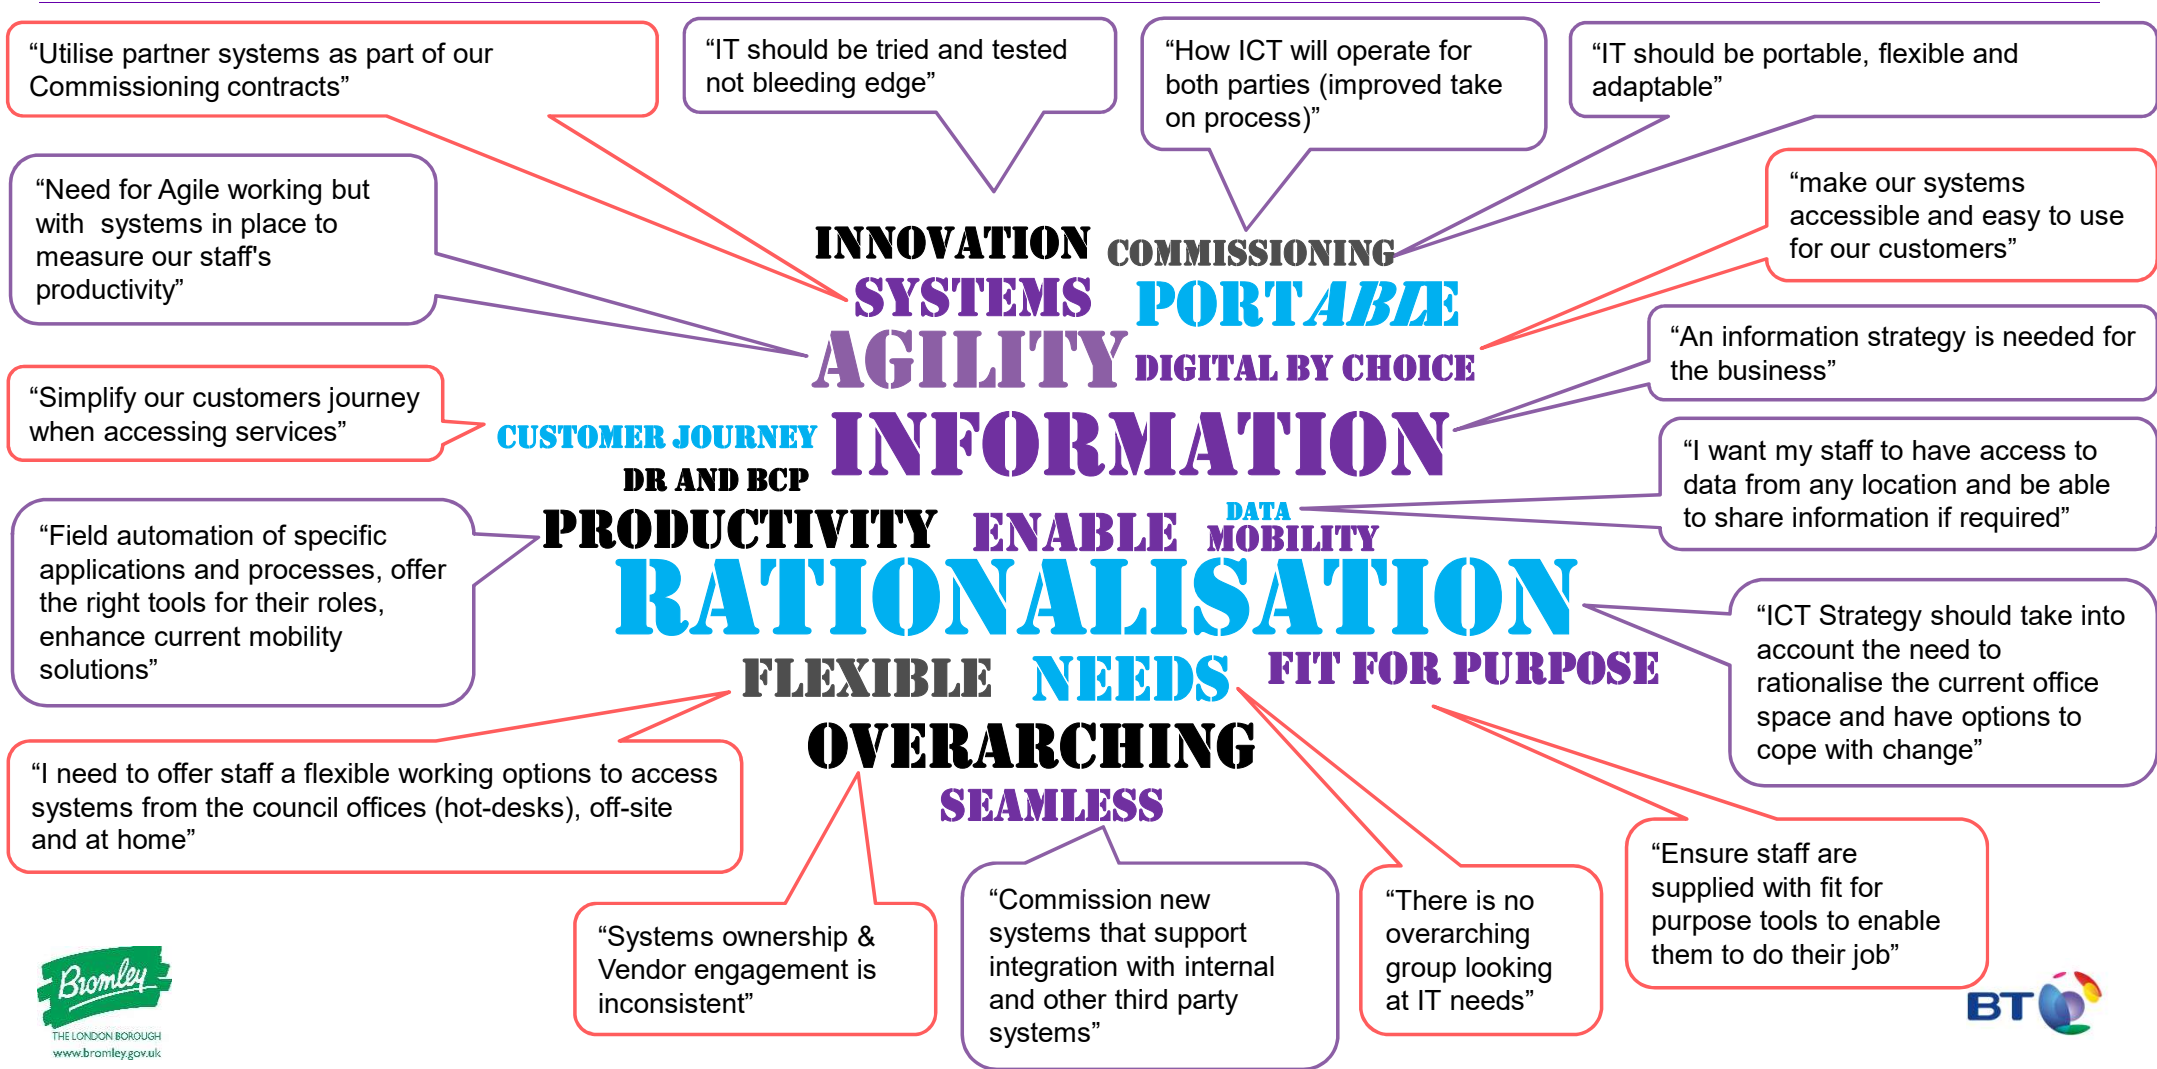 “Utilise partner systems as part of our
Commissioning contracts”
“IT should be tried and tested
not bleeding edge”
“How ICT will operate for
both parties (improved take
on process)”
“IT should be portable, flexible and
adaptable”
“Need for Agile working but
with  systems in place to
measure our staff's
productivity”
“make our systems
accessible and easy to use
for our customers”
INNOVATION
COMMISSIONING
SYSTEMS
PORTABLE
AGILITY
DIGITAL BY CHOICE
“An information strategy is needed for
the business”
“Simplify our customers journey
when accessing services”
CUSTOMER JOURNEY
INFORMATION
DR AND BCP
“I want my staff to have access to
data from any location and be able
to share information if required”
“Field automation of specific
applications and processes, offer
the right tools for their roles,
enhance current mobility
solutions”
PRODUCTIVITY
ENABLE
DATA
MOBILITY
RATIONALISATION
“ICT Strategy should take into
account the need to
rationalise the current office
space and have options to
cope with change”
FLEXIBLE
NEEDS
FIT FOR PURPOSE
OVERARCHING
SEAMLESS
“I need to offer staff a flexible working options to access
systems from the council offices (hot-desks), off-site
and at home”
“Systems ownership &
Vendor engagement is
inconsistent”
“Commission new
systems that support
integration with internal
and other third party
systems”
“There is no
overarching
group looking
at IT needs”
“Ensure staff are
supplied with fit for
purpose tools to enable
them to do their job”
Bromley
THE LONDON BOROUGH
www.bromley.gov.uk
BT